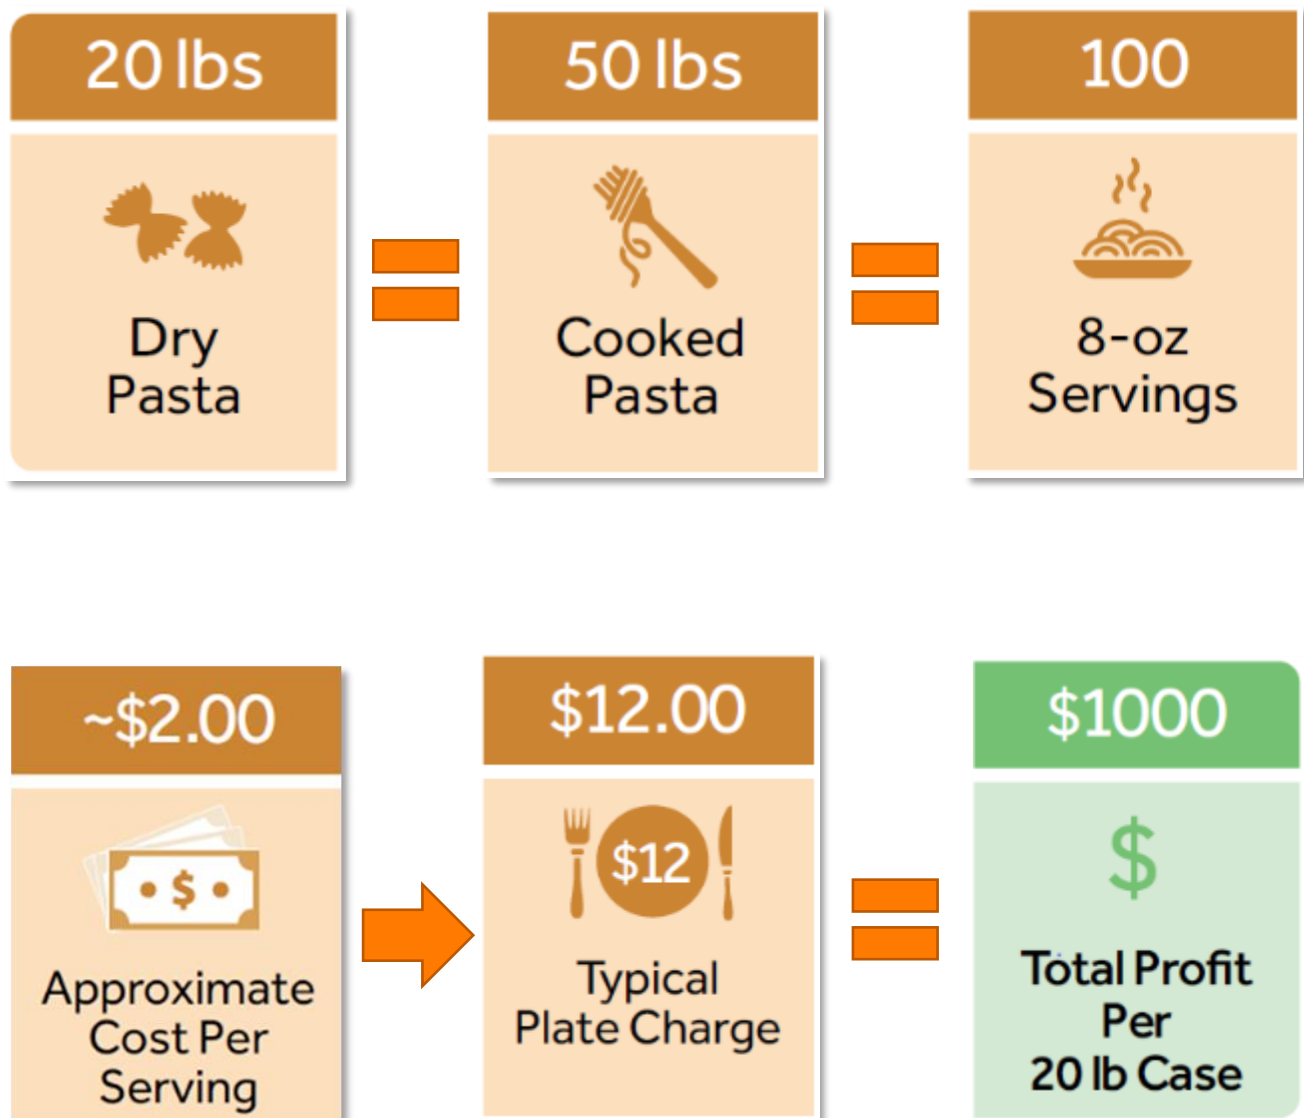 20 lbs
Dry
Pasta
50 lbs
Cooked
Pasta
100
8-oz
Servings
~$2.00
$
Approximate
Cost Per
Serving
$12.00
$12
Typical
Plate Charge
$1000
$
Total Profit
Per
20 lb Case